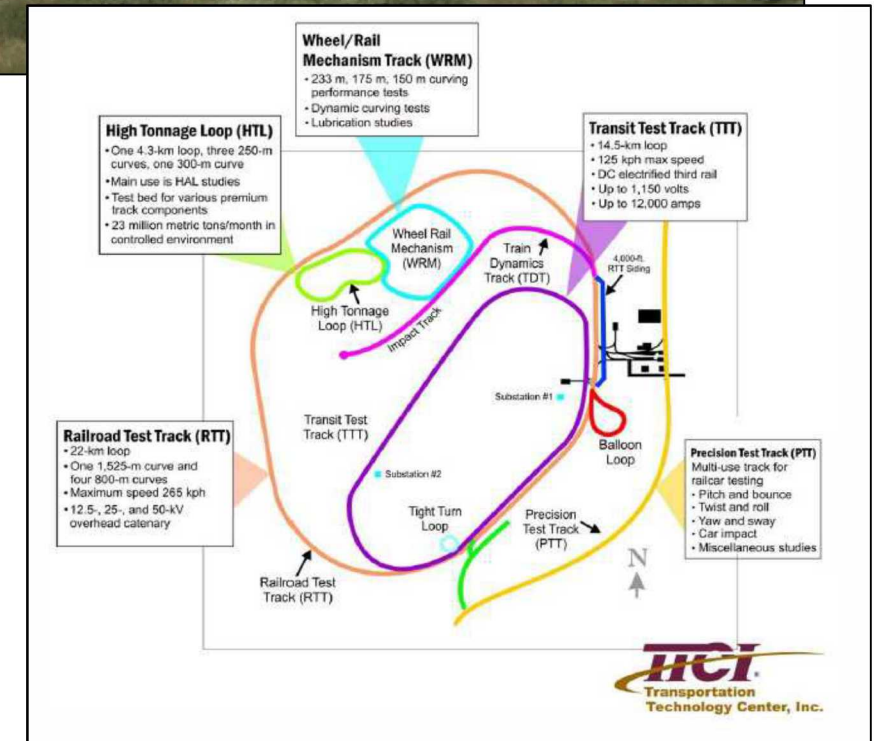 Wheel/Rail
Mechanism Track (WRM)
• 233 m, 175 m, 150 m curving
performance tests
• Dynamic curving tests
• Lubrication studies
High Tonnage Loop (HTL)
• One 4.3-km loop, three 250-m
curves, one 300-m curve
• Main use is HAL studies
• Test bed for various premium
track components
• 23 million metric tons/month in
controlled environment
Transit Test Track (TTT)
• 14.5-km loop
• 125 kph max speed
• DC electrified third rail
• Up to 1,150 volts
• Up to 12,000 amps
Wheel Rail
Mechanism
(WRM)
Train
Dynamics
Track (TDT)
4,000-ft.
RTT Siding
High Tonnage
Loop (HTL)
Impact Track
Substation #1
Transit Test
Track (TTT)
Balloon
Loop
Railroad Test Track (RTT)
• 22-km loop
• One 1,525-m curve and
four 800-m curves
• Maximum speed 265 kph
• 12.5-, 25-, and 50-kV
overhead catenary
Substation #2
Precision Test Track (PTT)
Multi-use track for
railcar testing
• Pitch and bounce
• Twist and roll
• Yaw and sway
• Car impact
• Miscellaneous studies
Tight Turn
Loop
Precision
Test Track
(PTT)
N
Railroad Test
Track (RTT)
TTCI
Transportation
Technology Center, Inc.